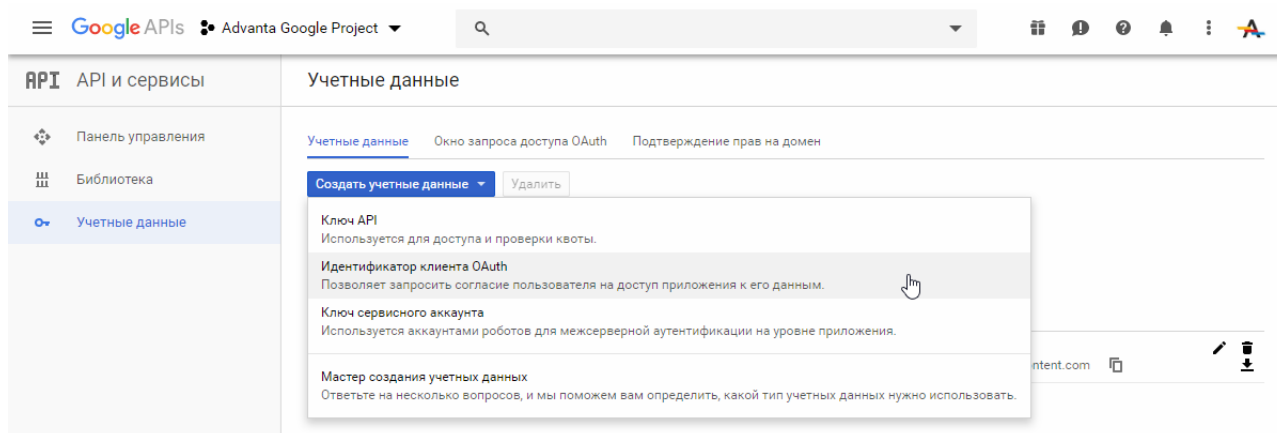 Google APIs Advanta Google Project
API API и сервисы
Учетные данные
Панель управления
Библиотека
Учетные данные
Учетные данные Окно запроса доступа OAuth Подтверждение прав на домен
Создать учетные данные Удалить
Ключ API
Используется для доступа и проверки квоты.
Идентификатор клиента OAuth
Позволяет запросить согласие пользователя на доступ приложения к его данным.
Ключ сервисного аккаунта
Используется аккаунтами роботов для межсерверной аутентификации на уровне приложения.
ntent.com
Мастер создания учетных данных
Ответьте на несколько вопросов, и мы поможем вам определить, какой тип учетных данных нужно использовать.